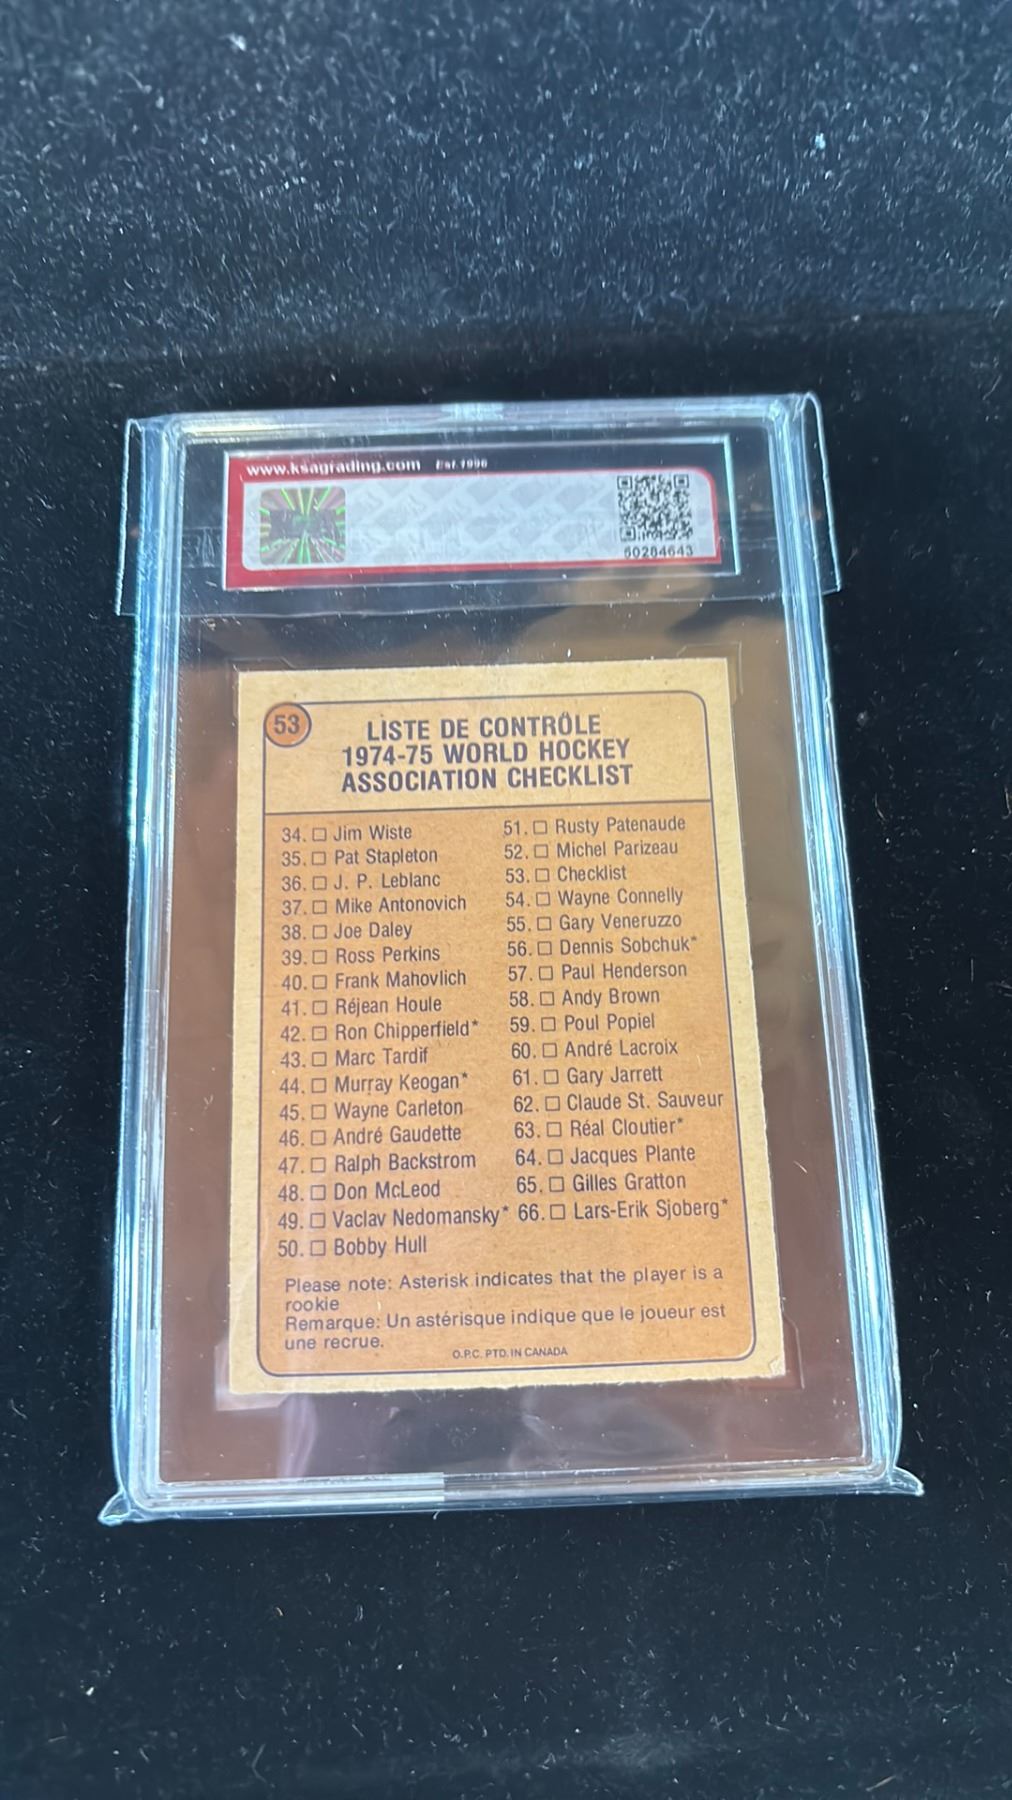 www.ksagrading.com Est 1996
60284643
53
LISTE DE CONTRÔLE
1974-75 WORLD HOCKEY
ASSOCIATION CHECKLIST
34. □ Jim Wiste
35. □ Pat Stapleton
36. □ J. P. Leblanc
37. □ Mike Antonovich
38. □ Joe Daley
39. □ Ross Perkins
40. □ Frank Mahovlich
41. □ Réjean Houle
42. □ Ron Chipperfield*
43. □ Marc Tardif
44. □ Murray Keogan*
45. □ Wayne Carleton
46. □ André Gaudette
47. □ Ralph Backstrom
48. □ Don McLeod
49. □ Vaclav Nedomansky*
50. □ Bobby Hull
51. □ Rusty Patenaude
52. □ Michel Parizeau
53. □ Checklist
54. □ Wayne Connelly
55. □ Gary Veneruzzo
56. □ Dennis Sobchuk*
57. □ Paul Henderson
58. □ Andy Brown
59. □ Poul Popiel
60. □ André Lacroix
61. □ Gary Jarrett
62. □ Claude St. Sauveur
63. □ Réal Cloutier*
64. □ Jacques Plante
65. □ Gilles Gratton
66. □ Lars-Erik Sjoberg*
Please note: Asterisk indicates that the player is a
rookie
Remarque: Un astérisque indique que le joueur est
une recrue.
O.P.C. PTD. IN CANADA